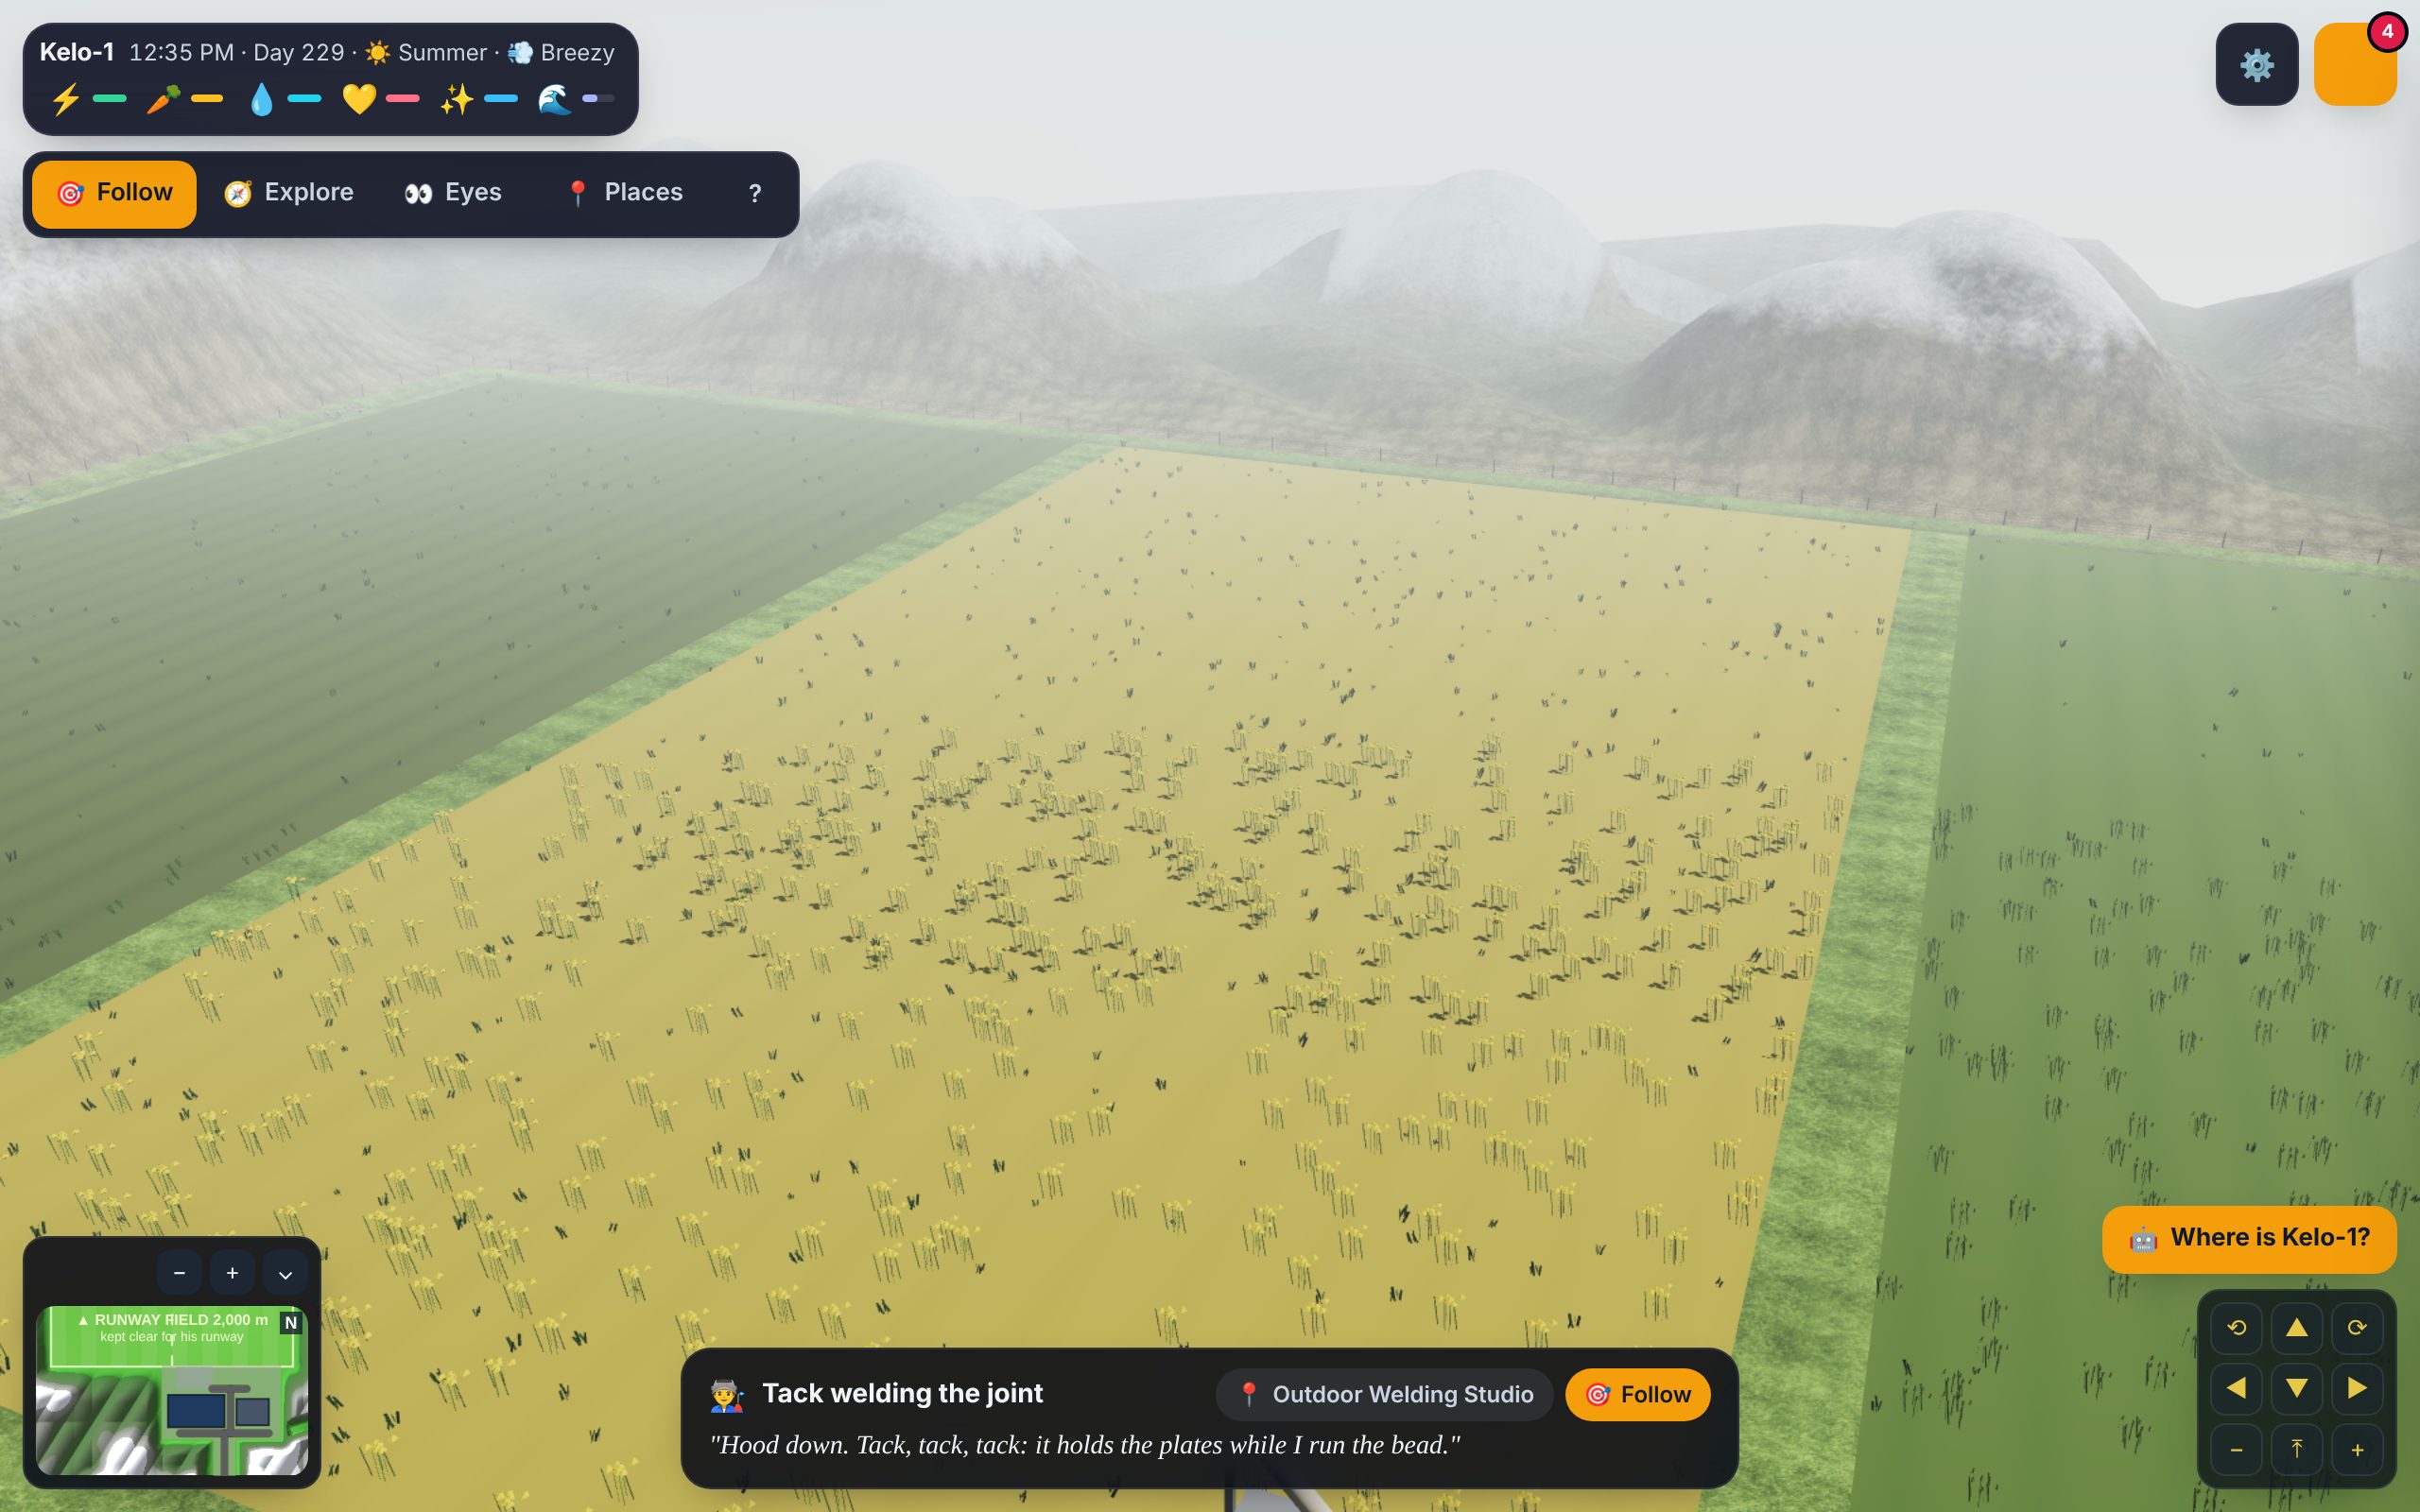 Kelo-1 12:35 PM · Day 229 · ☀️ Summer · 💨 Breezy
4
🎯 Follow
🧭 Explore
👀 Eyes
📍 Places
?
🤖 Where is Kelo-1?
− +
▲ RUNWAY FIELD 2,000 m
N
kept clear for his runway
Tack welding the joint
📍 Outdoor Welding Studio
🎯 Follow
"Hood down. Tack, tack, tack: it holds the plates while I run the bead."
− +